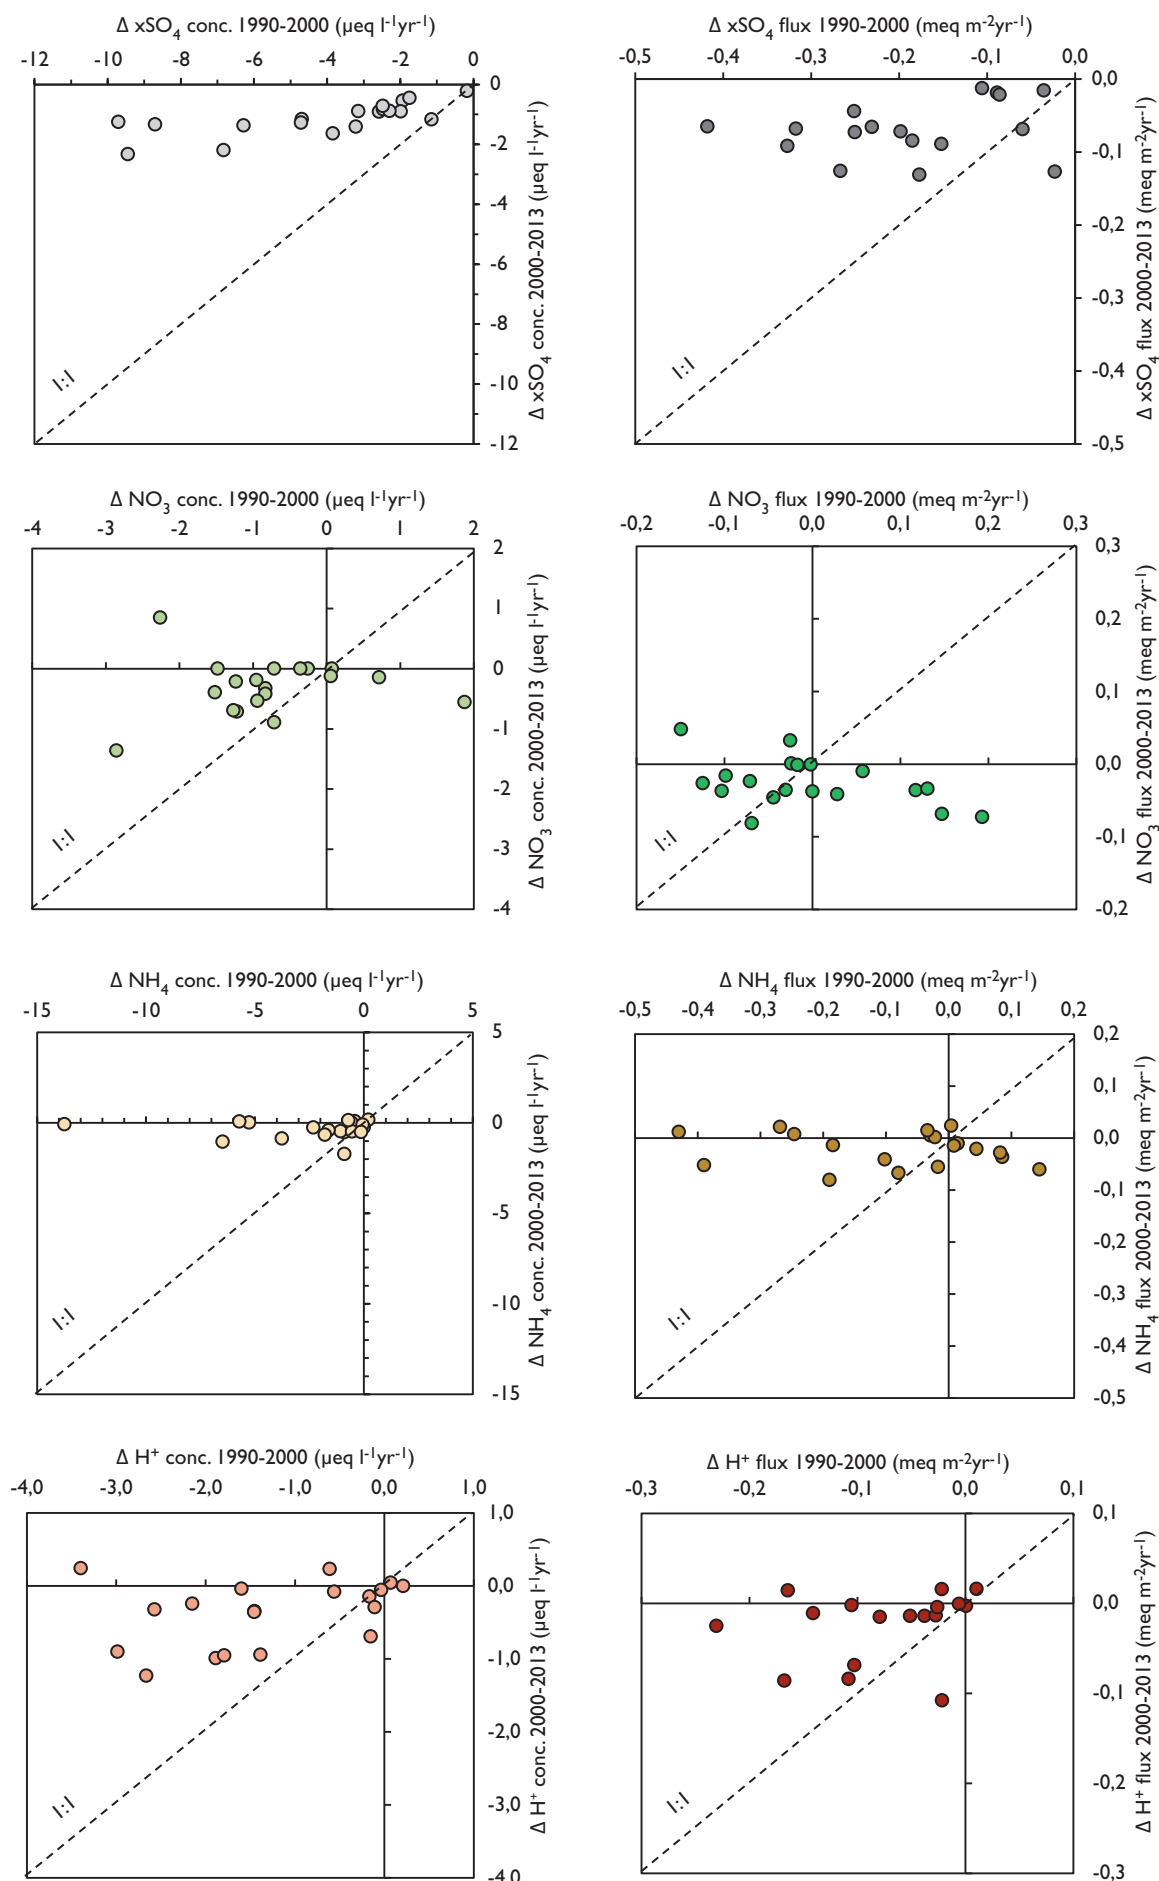 Δ xSO₄ conc. 1990-2000 (µeq l⁻¹yr⁻¹)
-12 -10 -8 -6 -4 -2 0
0
-2
-4
-6
-8
-10
-12
Δ xSO₄ conc. 2000-2013 (µeq l⁻¹yr⁻¹)
1:1
Δ xSO₄ flux 1990-2000 (meq m⁻²yr⁻¹)
-0,5 -0,4 -0,3 -0,2 -0,1 0,0
0,0
-0,1
-0,2
-0,3
-0,4
-0,5
Δ xSO₄ flux 2000-2013 (meq m⁻²yr⁻¹)
1:1
Δ NO₃ conc. 1990-2000 (µeq l⁻¹yr⁻¹)
-4 -3 -2 -1 0 1 2
2
1
0
-1
-2
-3
-4
Δ NO₃ conc. 2000-2013 (µeq l⁻¹yr⁻¹)
1:1
Δ NO₃ flux 1990-2000 (meq m⁻²yr⁻¹)
-0,2 -0,1 0,0 0,1 0,2 0,3
0,3
0,2
0,1
0,0
-0,1
-0,2
Δ NO₃ flux 2000-2013 (meq m⁻²yr⁻¹)
1:1
Δ NH₄ conc. 1990-2000 (µeq l⁻¹yr⁻¹)
-15 -10 -5 0 5
5
0
-5
-10
-15
Δ NH₄ conc. 2000-2013 (µeq l⁻¹yr⁻¹)
1:1
Δ NH₄ flux 1990-2000 (meq m⁻²yr⁻¹)
-0,5 -0,4 -0,3 -0,2 -0,1 0,0 0,1 0,2
0,2
0,1
0,0
-0,1
-0,2
-0,3
-0,4
-0,5
Δ NH₄ flux 2000-2013 (meq m⁻²yr⁻¹)
1:1
Δ H⁺ conc. 1990-2000 (µeq l⁻¹yr⁻¹)
-4,0 -3,0 -2,0 -1,0 0,0 1,0
1,0
0,0
-1,0
-2,0
-3,0
-4,0
Δ H⁺ conc. 2000-2013 (µeq l⁻¹yr⁻¹)
1:1
Δ H⁺ flux 1990-2000 (meq m⁻²yr⁻¹)
-0,3 -0,2 -0,1 0,0 0,1
0,1
0,0
-0,1
-0,2
-0,3
Δ H⁺ flux 2000-2013 (meq m⁻²yr⁻¹)
1:1